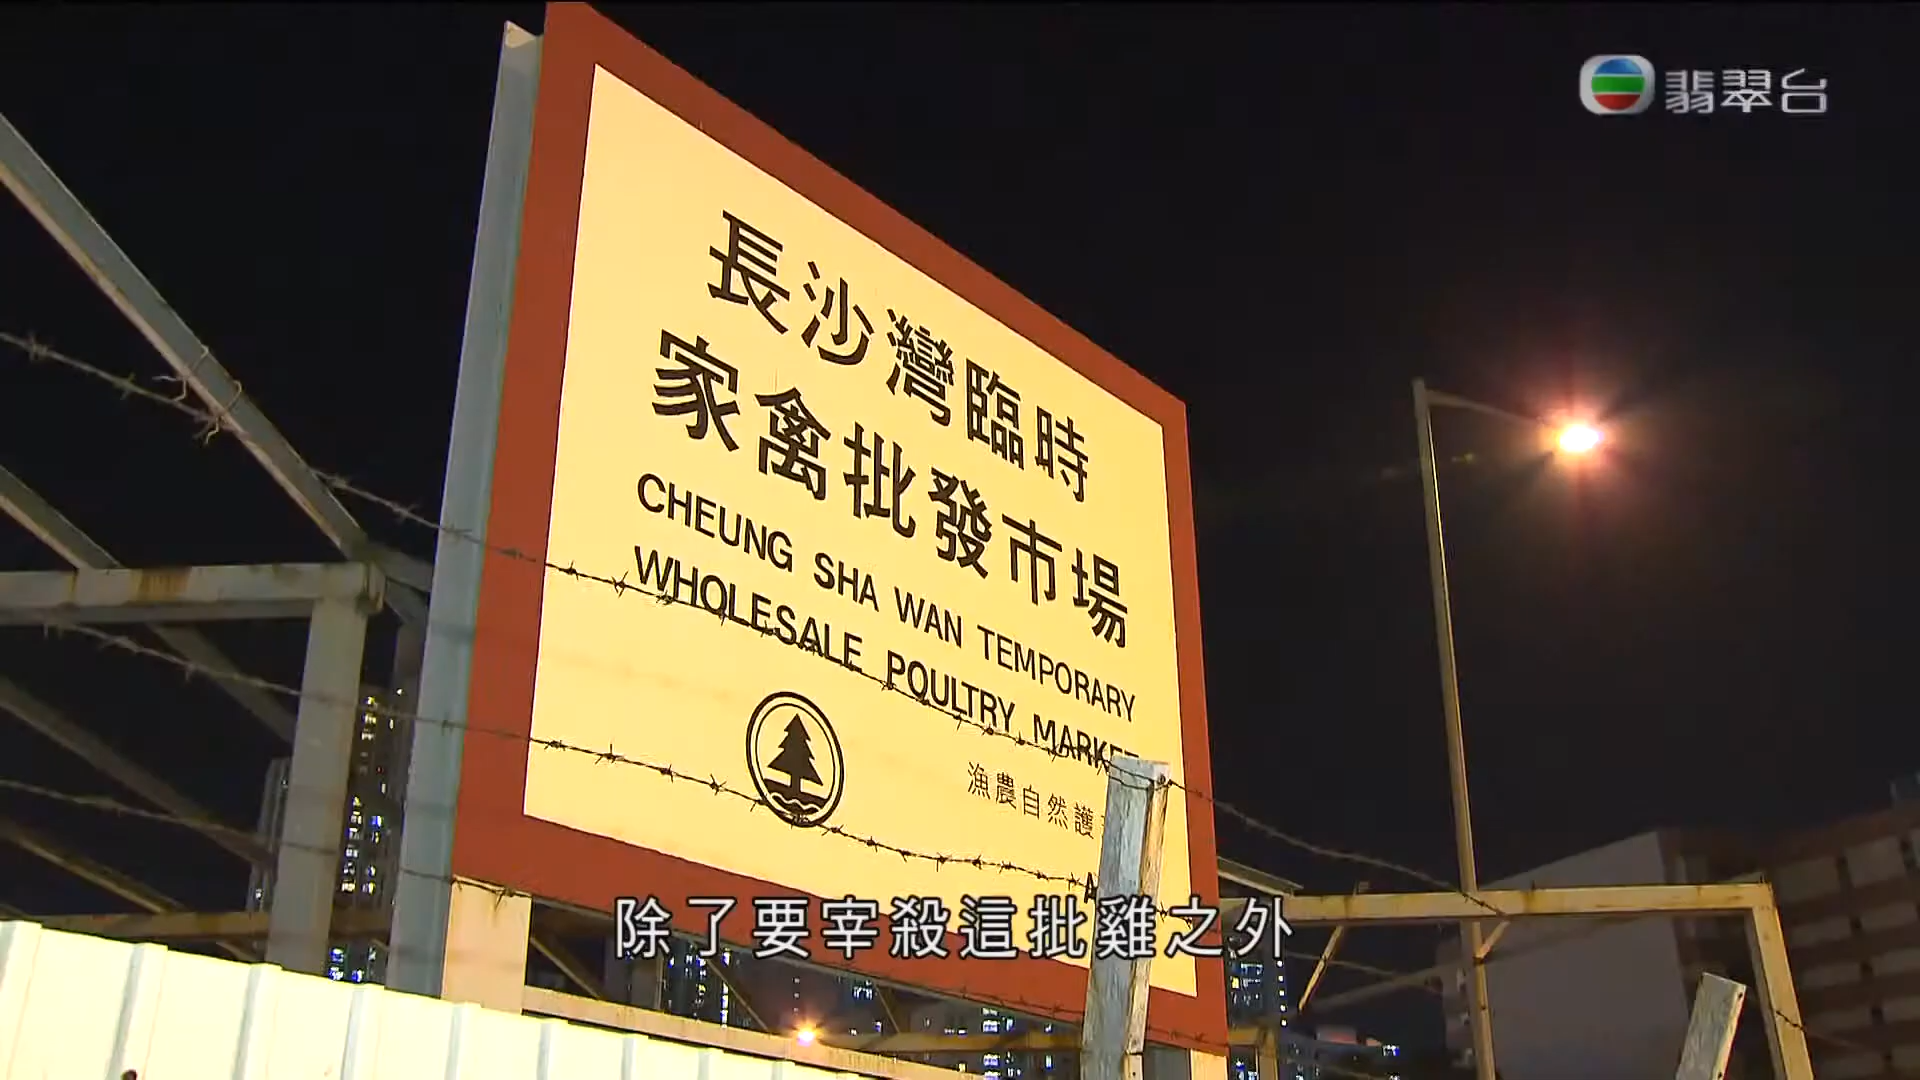 翡翠台
長沙灣臨時
家禽批發市場
CHEUNG SHA WAN TEMPORARY
WHOLESALE POULTRY MARKET
漁農自然護
除了要宰殺這批雞之外